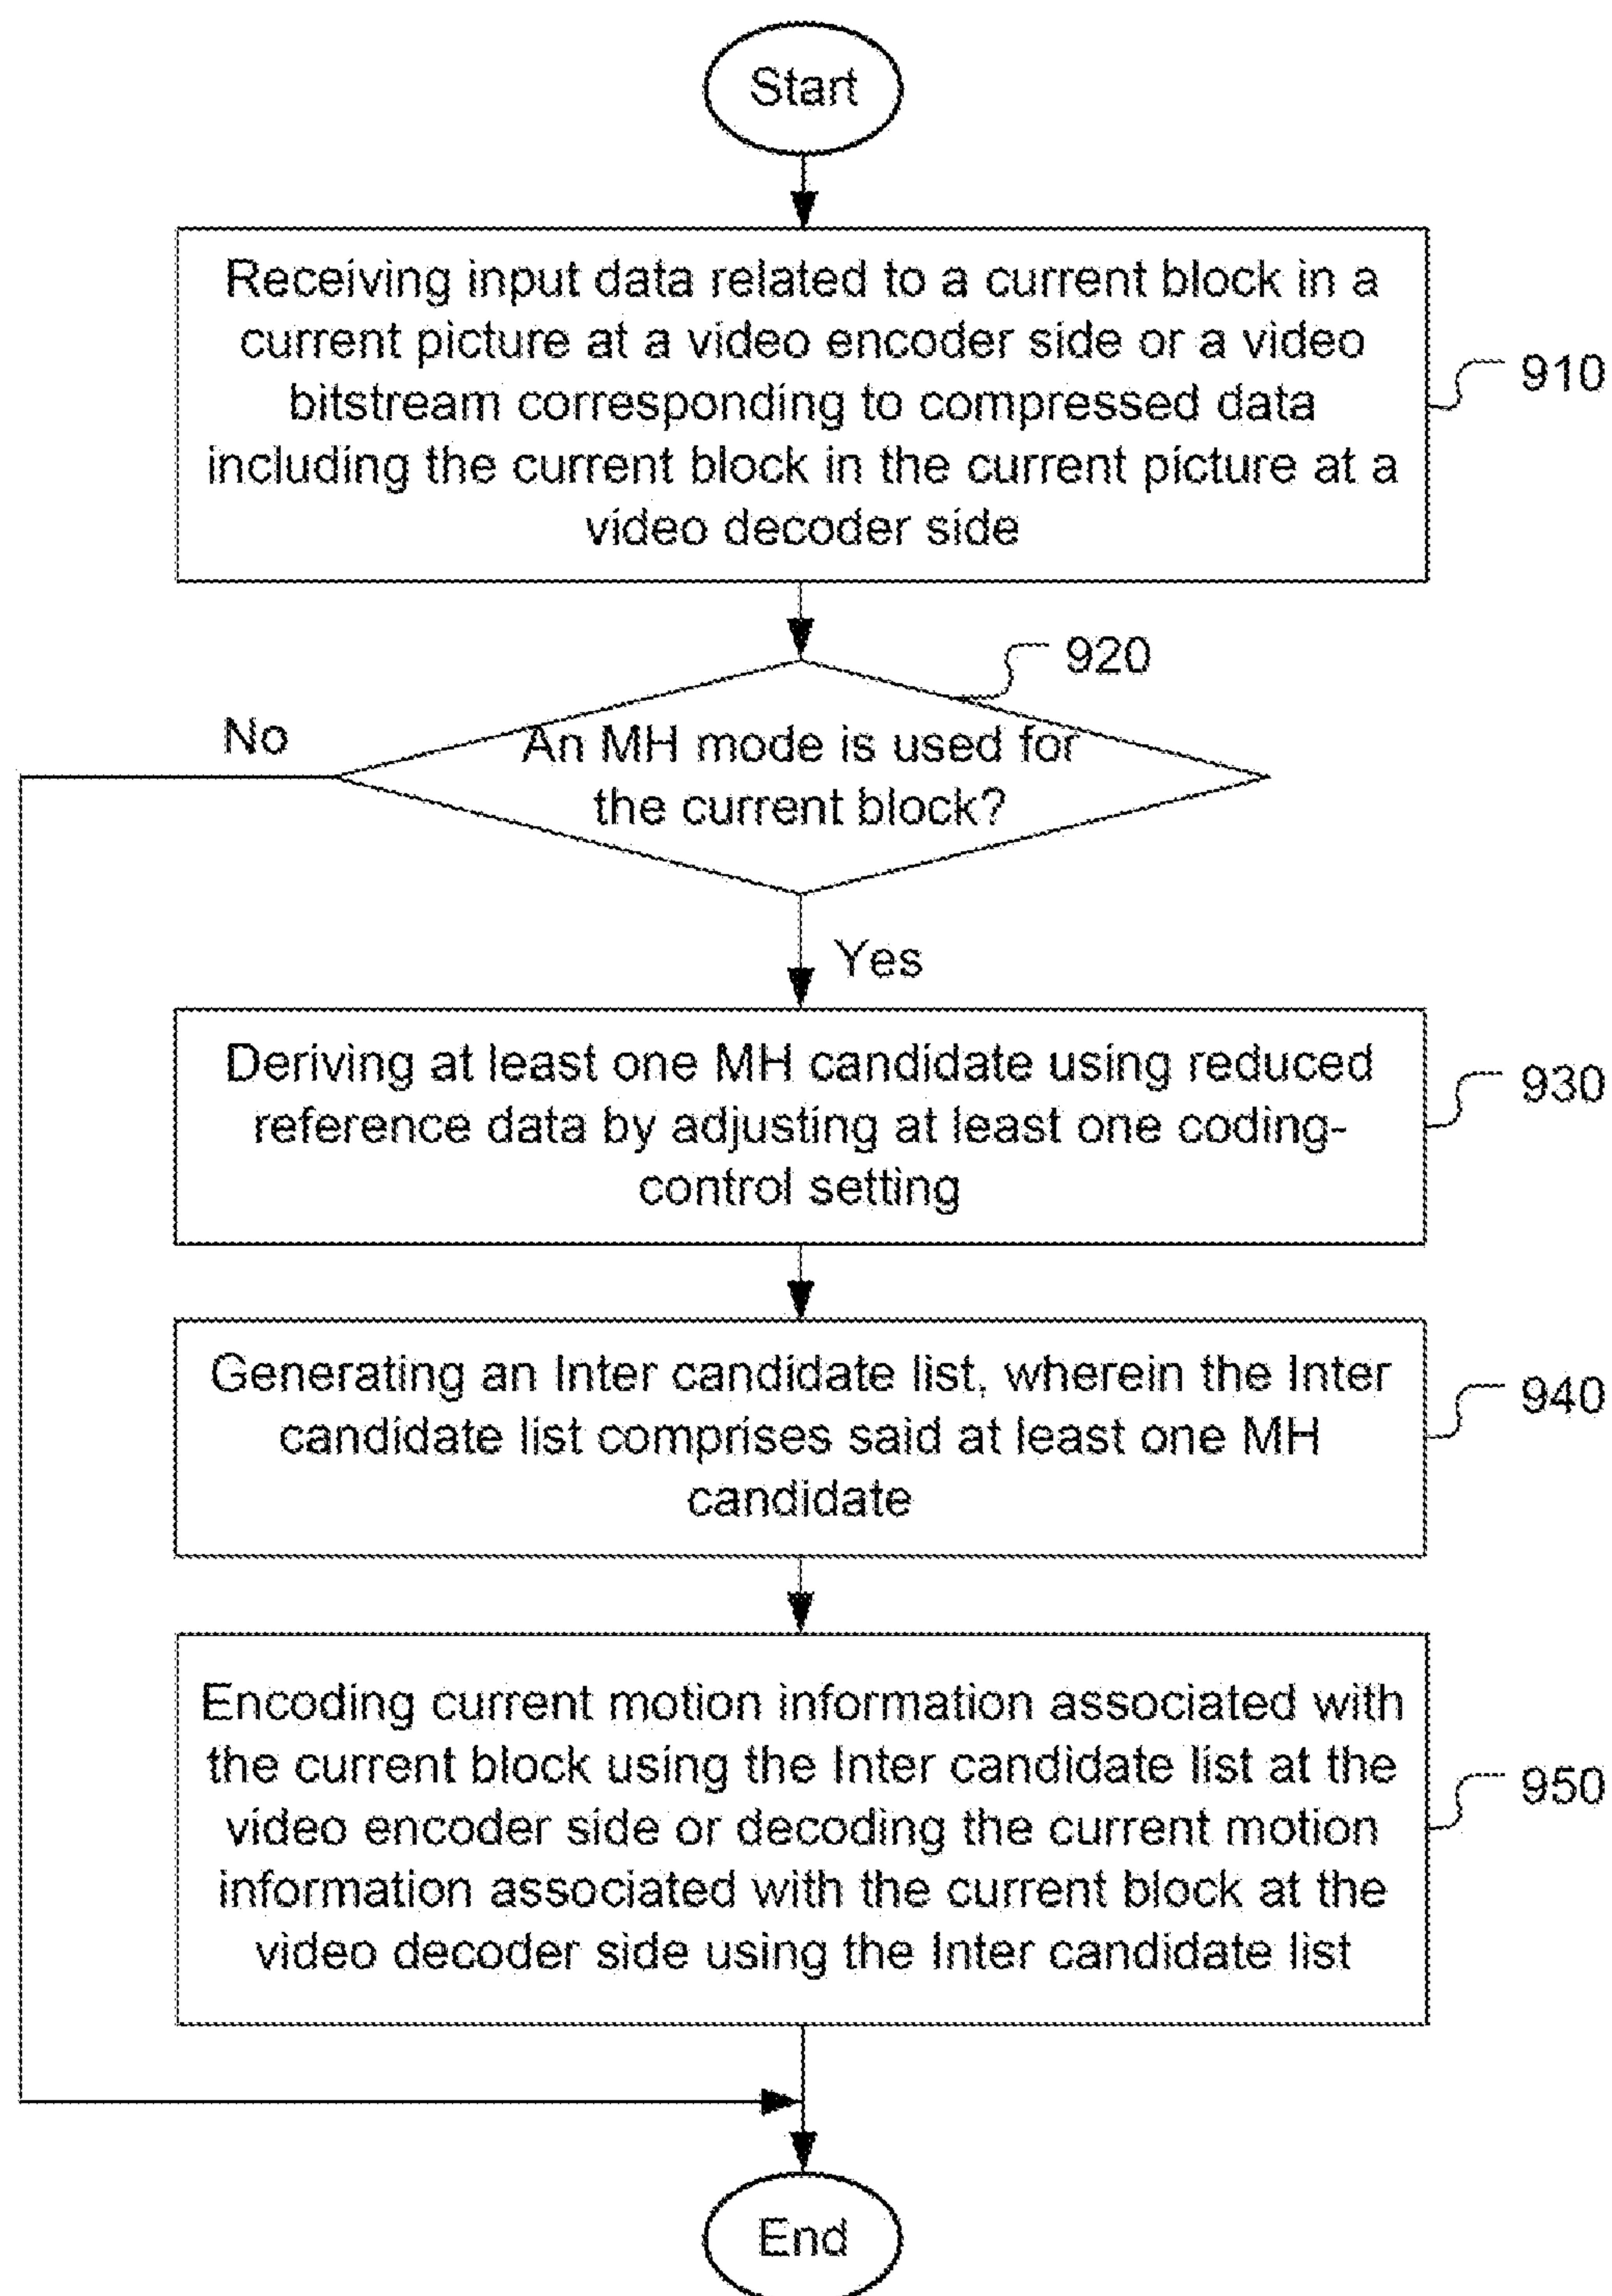 Start
Receiving input data related to a current block in a
current picture at a video encoder side or a video
bitstream corresponding to compressed data
including the current block in the current picture at a
video decoder side
910
920
No
An MH mode is used for
the current block?
Yes
Deriving at least one MH candidate using reduced
reference data by adjusting at least one coding-
control setting
930
Generating an Inter candidate list, wherein the Inter
candidate list comprises said at least one MH
candidate
940
Encoding current motion information associated with
the current block using the Inter candidate list at the
video encoder side or decoding the current motion
information associated with the current block at the
video decoder side using the Inter candidate list
950
End